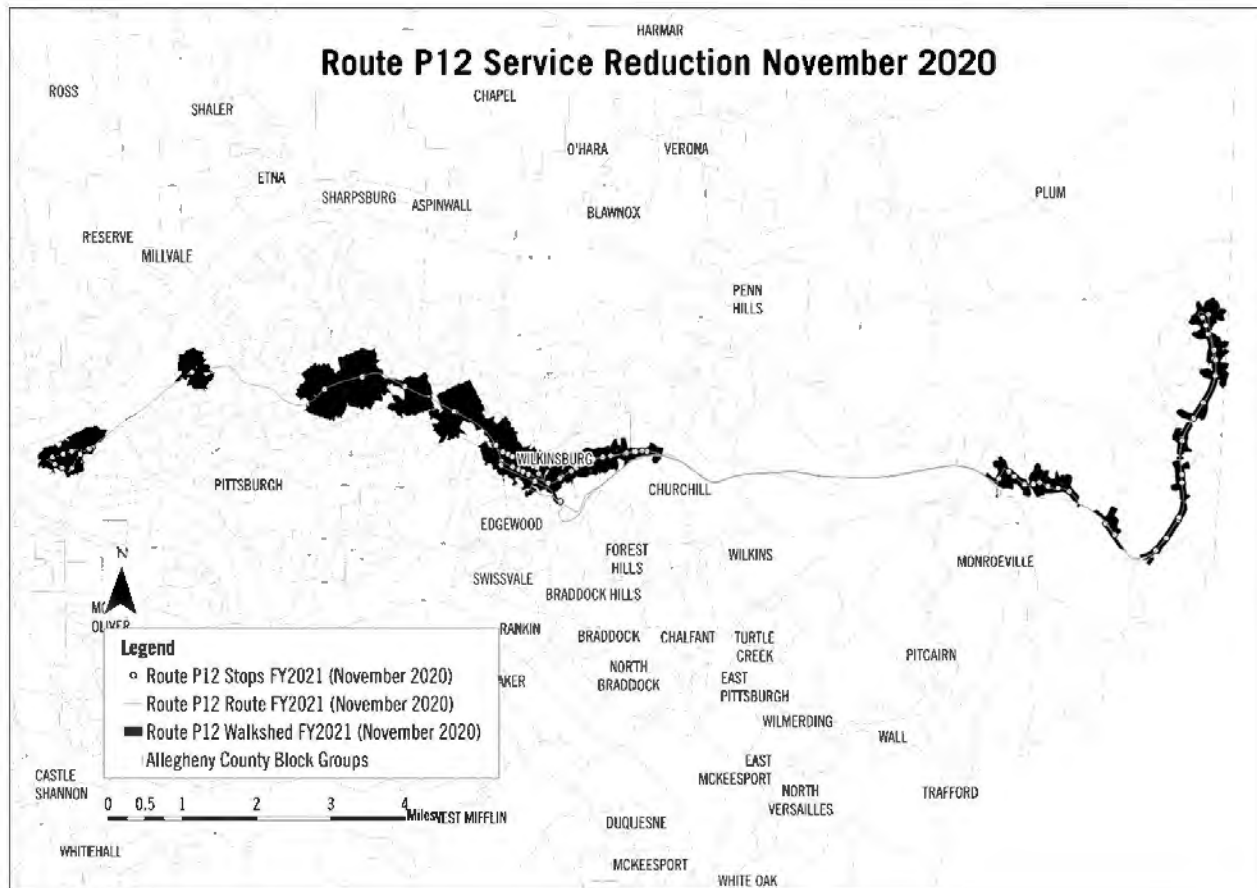 HARMAR
Route P12 Service Reduction November 2020
ROSS
SHALER
CHAPEL
O'HARA
VERONA
ETNA
SHARPSBURG
ASPINWALL
BLAWNOX
PLUM
RESERVE
MILLVALE
PENN
HILLS
WILKINSBURG
PITTSBURGH
CHURCHILL
EDGEWOOD
FOREST
HILLS
WILKINS
MONROEVILLE
SWISSVALE
BRADDOCK HILLS
N
OLIVER
RANKIN
BRADDOCK
CHALFANT
TURTLE
CREEK
PITCAIRN
NORTH
BRADDOCK
EAST
PITTSBURGH
AKER
WILMERDING
WALL
Legend
Route P12 Stops FY2021 (November 2020)
Route P12 Route FY2021 (November 2020)
Route P12 Walkshed FY2021 (November 2020)
Allegheny County Block Groups
EAST
MCKEESPORT
NORTH
VERSAILLES
TRAFFORD
CASTLE
SHANNON
0 0.5 1 2 3 4
Miles
WEST MIFFLIN
DUQUESNE
WHITEHALL
MCKEESPORT
WHITE OAK